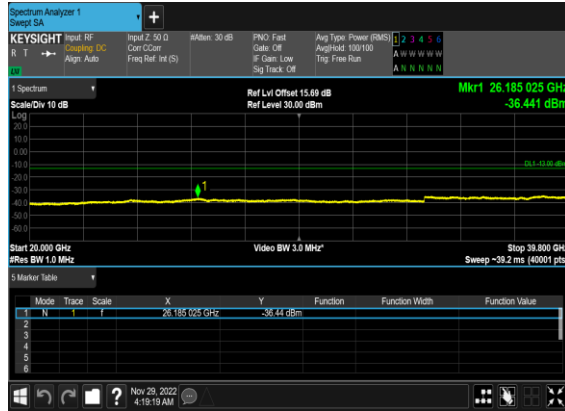 Spectrum Analyzer 1
Swept SA
+
KEYSIGHT Input: RF Input Z: 50 Ω #Atten: 30 dB PNO: Fast Avg Type: Power (RMS) 1 2 3 4 5 6
R T Coupling: DC Corr CCorr Gate: Off Avg|Hold: 100/100 A W W W W W
Align: Auto Freq Ref: Int (S) IF Gain: Low Trig: Free Run
Sig Track: Off A N N N N N
1 Spectrum Ref Lvl Offset 15.69 dB Mkr1 26.185 025 GHz
Scale/Div 10 dB Ref Level 30.00 dBm -36.441 dBm
Log
20.0
10.0
0.00
-10.0 DL1 -13.00 dBm
-20.0
-30.0 1
-40.0
-50.0
-60.0
Start 20.000 GHz Video BW 3.0 MHz* Stop 39.800 GHz
#Res BW 1.0 MHz Sweep ~39.2 ms (40001 pts)
5 Marker Table
Mode Trace Scale X Y Function Function Width Function Value
1 N 1 f 26.185 025 GHz -36.44 dBm
2
3
4
5
6
? Nov 29, 2022
4:19:19 AM